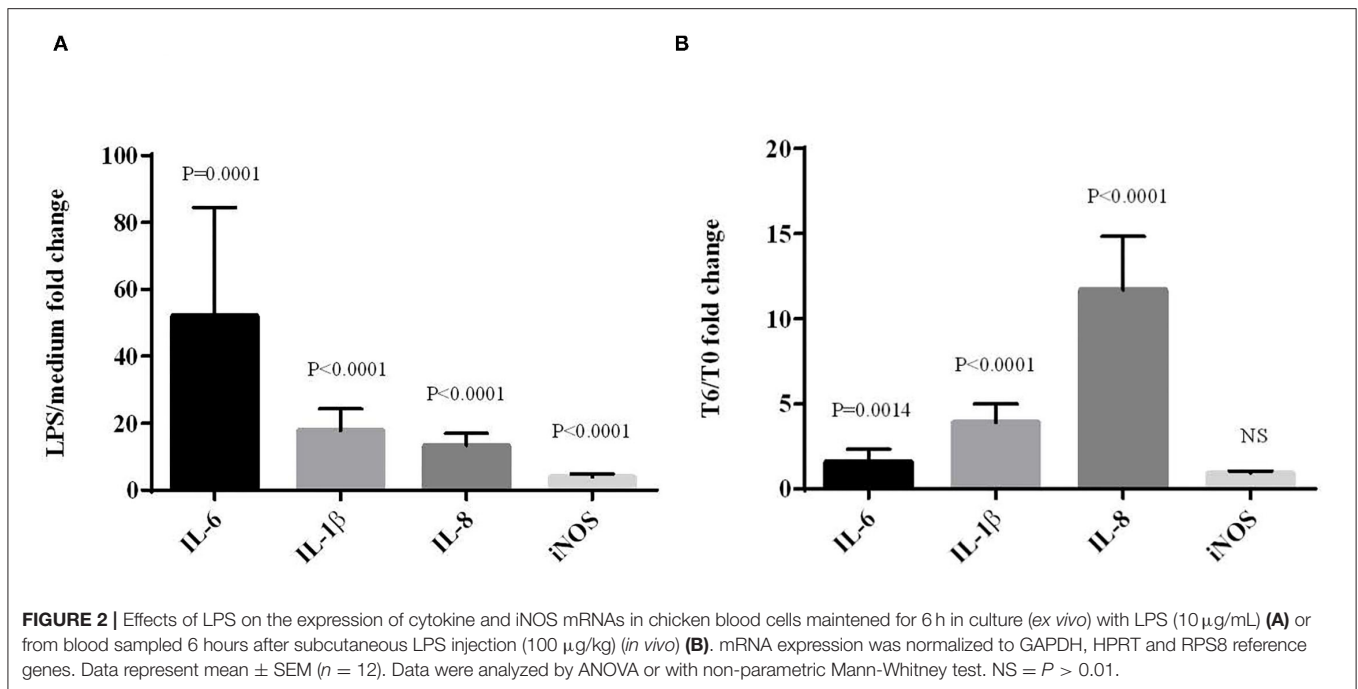 A
LPS/medium fold change
100
80
60
40
20
0
P=0.0001
P<0.0001
P<0.0001
P<0.0001
IL-6
IL-1β
IL-8
iNOS
B
T6/T0 fold change
20
15
10
5
0
P=0.0014
P<0.0001
P<0.0001
NS
IL-6
IL-1β
IL-8
iNOS
FIGURE 2 | Effects of LPS on the expression of cytokine and iNOS mRNAs in chicken blood cells maintened for 6 h in culture (ex vivo) with LPS (10 μg/mL) (A) or
from blood sampled 6 hours after subcutaneous LPS injection (100 μg/kg) (in vivo) (B). mRNA expression was normalized to GAPDH, HPRT and RPS8 reference
genes. Data represent mean ± SEM (n = 12). Data were analyzed by ANOVA or with non-parametric Mann-Whitney test. NS = P > 0.01.